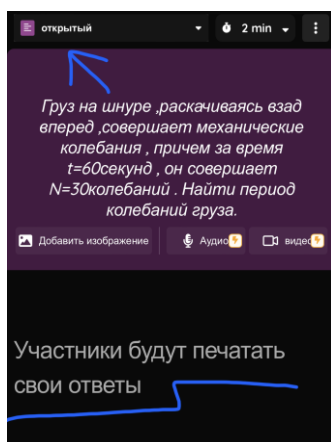 открытый
2 min
Груз на шнуре ,раскачиваясь взад
вперед ,совершает механические
колебания , причем за время
t=60секунд , он совершает
N=30колебаний . Найти период
колебаний груза.
Добавить изображение
Аудио
видео
Участники будут печатать
свои ответы